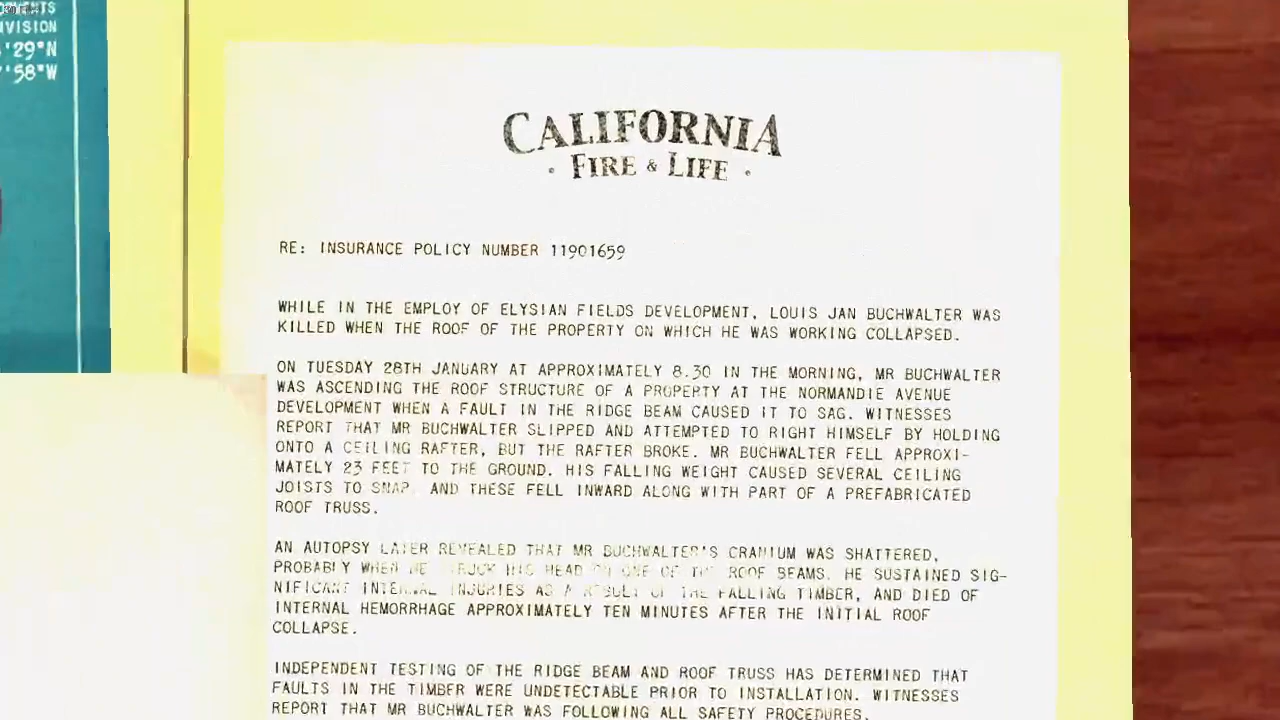 VISION
'29"N
'58"W
CALIFORNIA
· FIRE & LIFE ·
RE: INSURANCE POLICY NUMBER 11901659
WHILE IN THE EMPLOY OF ELYSIAN FIELDS DEVELOPMENT, LOUIS JAN BUCHWALTER WAS
KILLED WHEN THE ROOF OF THE PROPERTY ON WHICH HE WAS WORKING COLLAPSED.
ON TUESDAY 28TH JANUARY AT APPROXIMATELY 8.30 IN THE MORNING, MR BUCHWALTER
WAS ASCENDING THE ROOF STRUCTURE OF A PROPERTY AT THE NORMANDIE AVENUE
DEVELOPMENT WHEN A FAULT IN THE RIDGE BEAM CAUSED IT TO SAG. WITNESSES
REPORT THAT MR BUCHWALTER SLIPPED AND ATTEMPTED TO RIGHT HIMSELF BY HOLDING
ONTO A CEILING RAFTER, BUT THE RAFTER BROKE. MR BUCHWALTER FELL APPROXI-
MATELY 23 FEET TO THE GROUND. HIS FALLING WEIGHT CAUSED SEVERAL CEILING
JOISTS TO SNAP, AND THESE FELL INWARD ALONG WITH PART OF A PREFABRICATED
ROOF TRUSS.
AN AUTOPSY LATER REVEALED THAT MR BUCHWALTER'S CRANIUM WAS SHATTERED,
PROBABLY WHEN HE STRUCK HIS HEAD ON ONE OF THE ROOF BEAMS. HE SUSTAINED SIG-
NIFICANT INTERNAL INJURIES AS A RESULT OF THE FALLING TIMBER, AND DIED OF
INTERNAL HEMORRHAGE APPROXIMATELY TEN MINUTES AFTER THE INITIAL ROOF
COLLAPSE.
INDEPENDENT TESTING OF THE RIDGE BEAM AND ROOF TRUSS HAS DETERMINED THAT
FAULTS IN THE TIMBER WERE UNDETECTABLE PRIOR TO INSTALLATION. WITNESSES
REPORT THAT MR BUCHWALTER WAS FOLLOWING ALL SAFETY PROCEDURES.